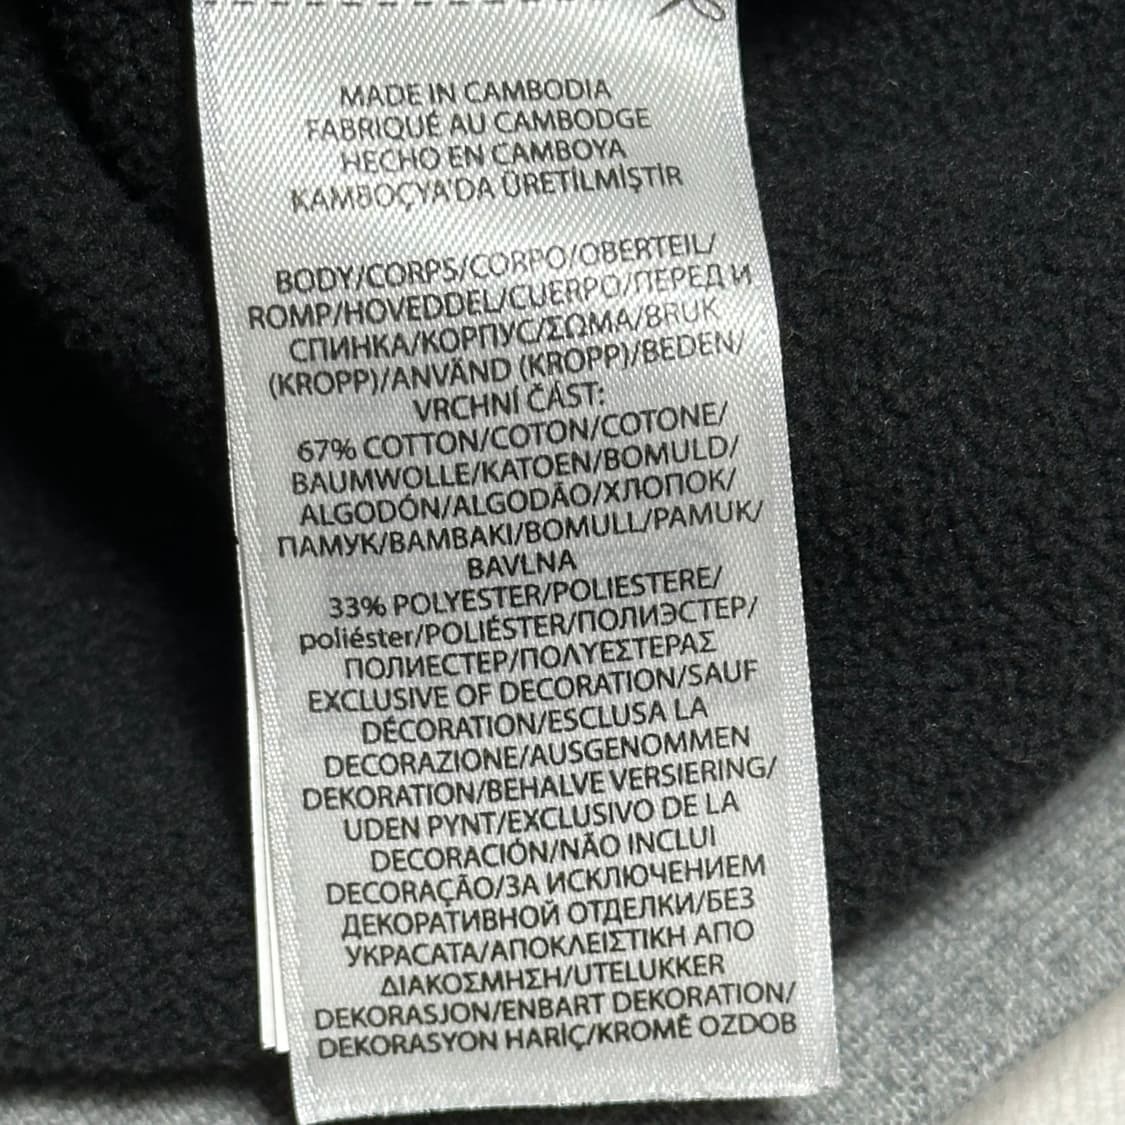 MADE IN CAMBODIA
FABRIQUÉ AU CAMBODGE
HECHO EN CAMBOYA
KAMBOÇYA'DA ÜRETİLMİŞTİR
BODY/CORPS/CORPO/OBERTEIL/
ROMP/HOVEDDEL/CUERPO/ПЕРЕД И
СПИНКА/КОРПУС/ΣΩΜΑ/BRUK
(KROPP)/ANVÄND (KROPP)/BEDEN/
VRCHNÍ ČÁST:
67% COTTON/COTON/COTONE/
BAUMWOLLE/KATOEN/BOMULD/
ALGODÓN/ALGODÃO/ХЛОПОК/
ПАМУК/ΒΑΜΒΑΚΙ/BOMULL/PAMUK/
BAVLNA
33% POLYESTER/POLIESTERE/
poliéster/POLIÉSTER/ПОЛИЭСТЕР/
ПОЛИЕСТЕР/ΠΟΛΥΕΣΤΕΡΑΣ
EXCLUSIVE OF DECORATION/SAUF
DÉCORATION/ESCLUSA LA
DECORAZIONE/AUSGENOMMEN
DEKORATION/BEHALVE VERSIERING/
UDEN PYNT/EXCLUSIVO DE LA
DECORACIÓN/NÃO INCLUI
DECORAÇÃO/ЗА ИСКЛЮЧЕНИЕМ
ДЕКОРАТИВНОЙ ОТДЕЛКИ/БЕЗ
УКРАСАТА/ΑΠΟΚΛΕΙΣΤΙΚΗ ΑΠΟ
ΔΙΑΚΟΣΜΗΣΗ/UTELUKKER
DEKORASJON/ENBART DEKORATION/
DEKORASYON HARİÇ/KROMĚ OZDOB